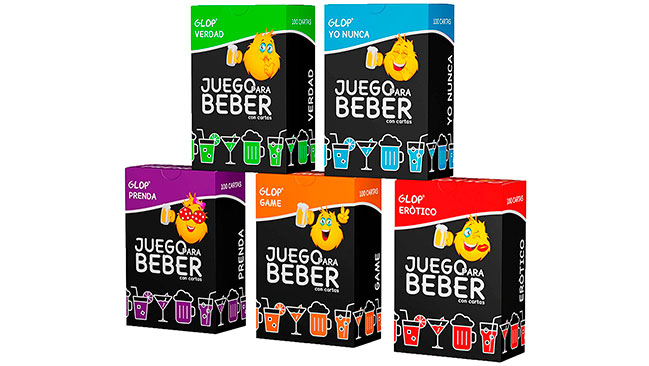 GLOP®
VERDAD
100 CARTAS
JUEGO PARA
BEBER
con cartas
VERDAD
GLOP®
YO NUNCA
100 CARTAS
JUEGO PARA
BEBER
con cartas
YO NUNCA
GLOP®
PRENDA
100 CARTAS
JUEGO PARA
BEBER
con cartas
PRENDA
GLOP®
GAME
100 CARTAS
JUEGO PARA
BEBER
con cartas
GAME
GLOP®
ERÓTICO
100 CARTAS
JUEGO PARA
BEBER
con cartas
ERÓTICO